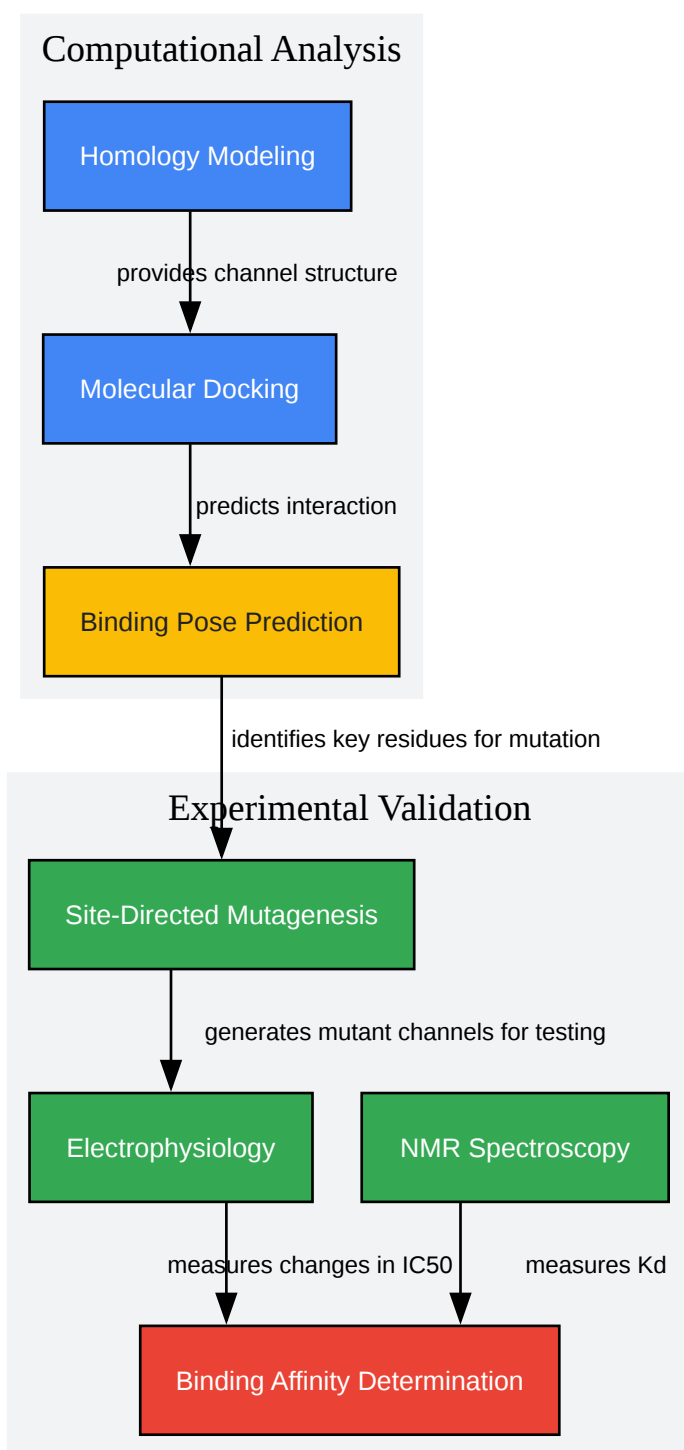 Computational Analysis
Homology Modeling
provides channel structure
Molecular Docking
predicts interaction
Binding Pose Prediction
identifies key residues for mutation
Experimental Validation
Site-Directed Mutagenesis
generates mutant channels for testing
Electrophysiology
NMR Spectroscopy
measures changes in IC50
measures Kd
Binding Affinity Determination